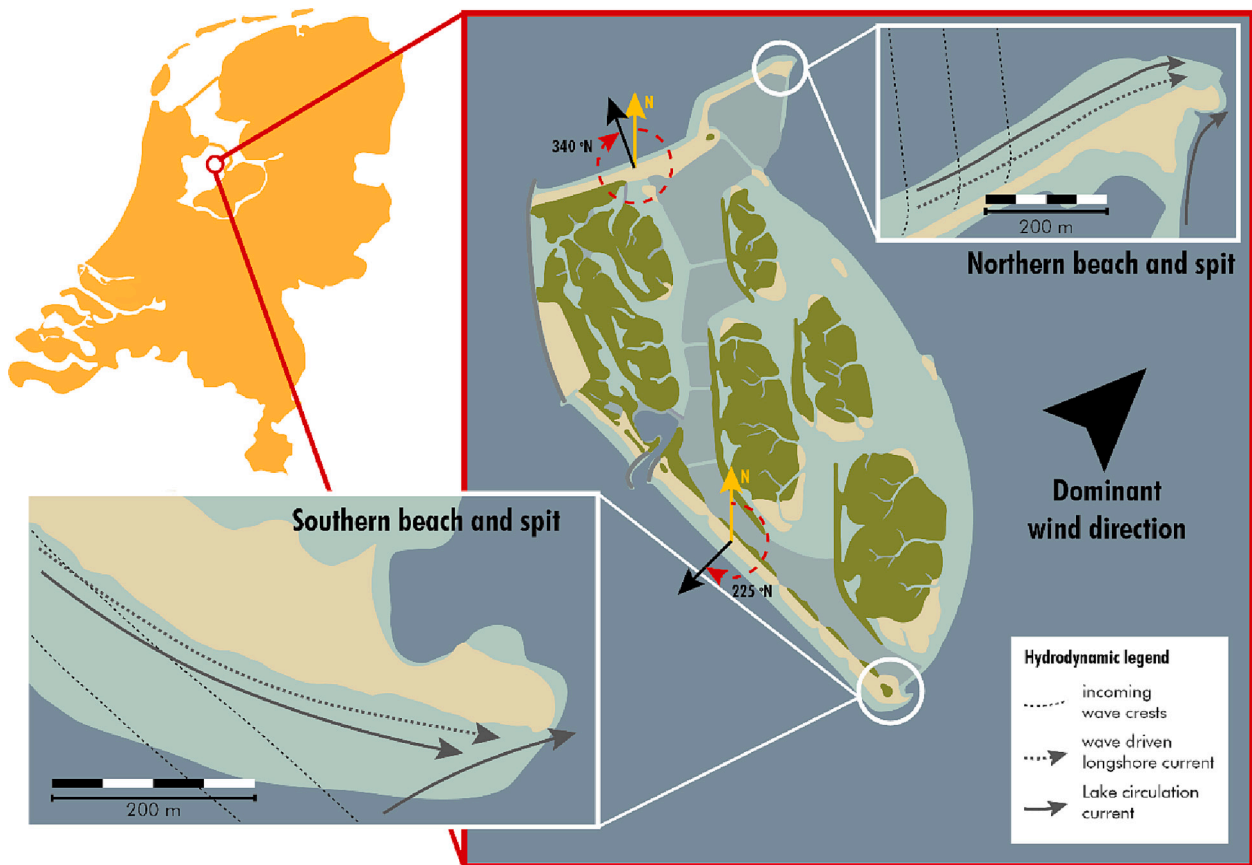 N
340 °N
200 m
Northern beach and spit
Dominant
wind direction
N
225 °N
Southern beach and spit
200 m
Hydrodynamic legend
incoming
wave crests
wave driven
longshore current
Lake circulation
current